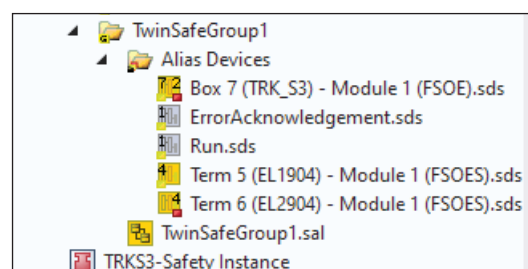 TwinSafeGroup1
Alias Devices
Box 7 (TRK_S3) - Module 1 (FSOE).sds
ErrorAcknowledgement.sds
Run.sds
Term 5 (EL1904) - Module 1 (FSOES).sds
Term 6 (EL2904) - Module 1 (FSOES).sds
TwinSafeGroup1.sal
TRKS3-Safety Instance